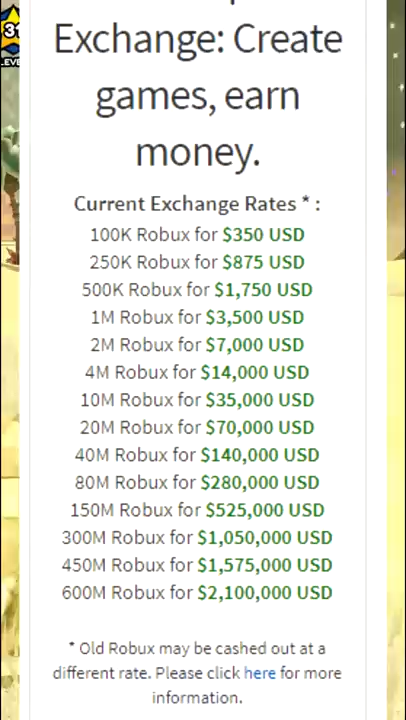 31
LEVE
Exchange: Create
games, earn
money.
Current Exchange Rates * :
100K Robux for $350 USD
250K Robux for $875 USD
500K Robux for $1,750 USD
1M Robux for $3,500 USD
2M Robux for $7,000 USD
4M Robux for $14,000 USD
10M Robux for $35,000 USD
20M Robux for $70,000 USD
40M Robux for $140,000 USD
80M Robux for $280,000 USD
150M Robux for $525,000 USD
300M Robux for $1,050,000 USD
450M Robux for $1,575,000 USD
600M Robux for $2,100,000 USD
* Old Robux may be cashed out at a
different rate. Please click here for more
information.